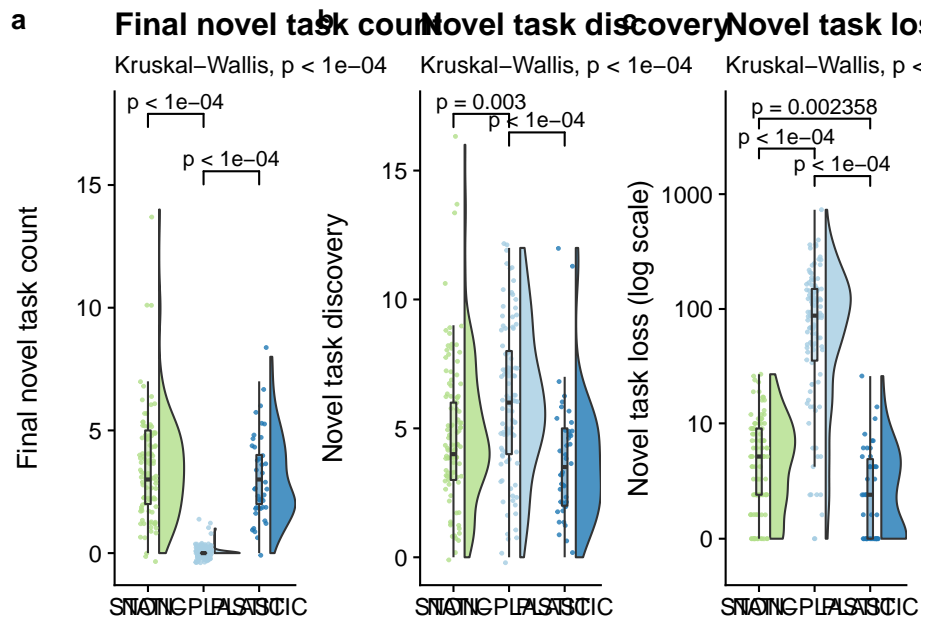 a
Final novel task count
Kruskal−Wallis, p < 1e−04
p < 1e−04
p < 1e−04
Final novel task count
15
10
5
0
b
Novel task discovery
Kruskal−Wallis, p < 1e−04
p = 0.003
p < 1e−04
Novel task discovery
15
10
5
0
c
Novel task los
Kruskal−Wallis, p <
p = 0.002358
p < 1e−04
p < 1e−04
Novel task loss (log scale)
1000
100
10
0